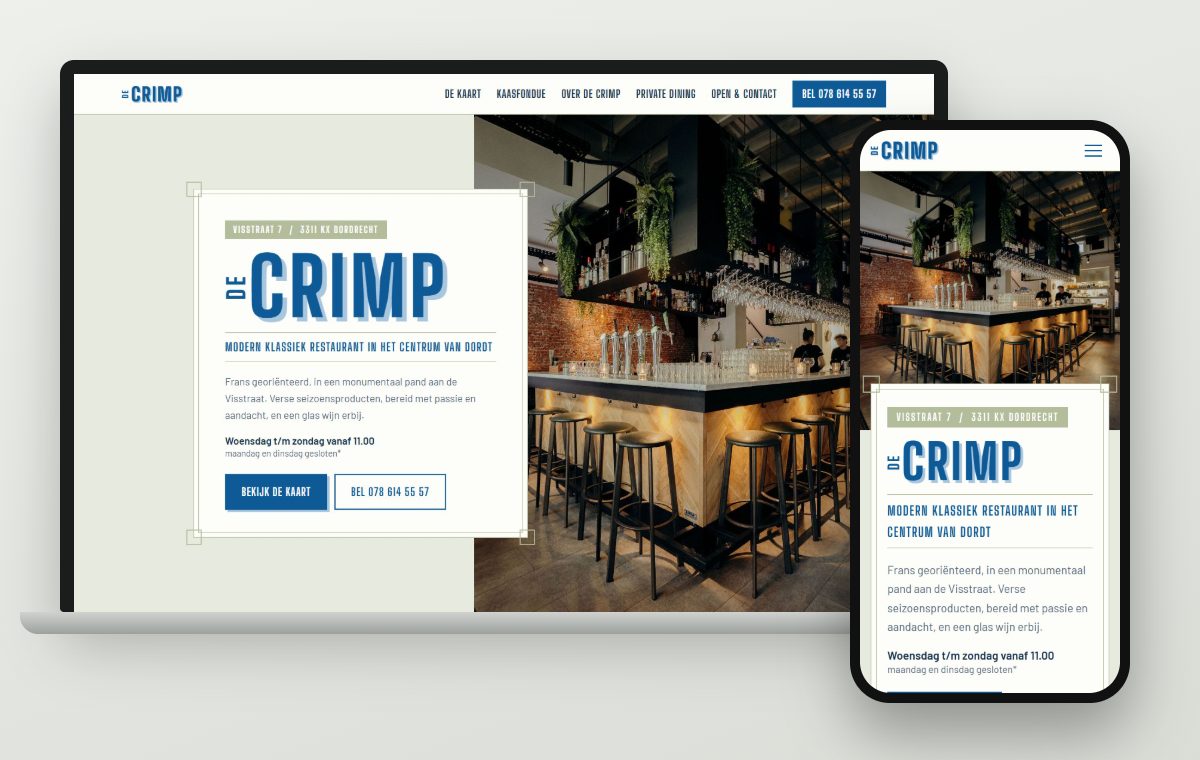 DE CRIMP
DE KAART KAASFONDUE OVER DE CRIMP PRIVATE DINING OPEN & CONTACT BEL 078 614 55 57
VISSTRAAT 7 / 3311 KX DORDRECHT
DE CRIMP
MODERN KLASSIEK RESTAURANT IN HET CENTRUM VAN DORDT
Frans georiënteerd, in een monumentaal pand aan de
Visstraat. Verse seizoensproducten, bereid met passie en
aandacht, en een glas wijn erbij.
Woensdag t/m zondag vanaf 11.00
maandag en dinsdag gesloten*
BEKIJK DE KAART BEL 078 614 55 57
DE CRIMP
VISSTRAAT 7 / 3311 KX DORDRECHT
DE CRIMP
MODERN KLASSIEK RESTAURANT IN HET
CENTRUM VAN DORDT
Frans georiënteerd, in een monumentaal
pand aan de Visstraat. Verse
seizoensproducten, bereid met passie en
aandacht, en een glas wijn erbij.
Woensdag t/m zondag vanaf 11.00
maandag en dinsdag gesloten*